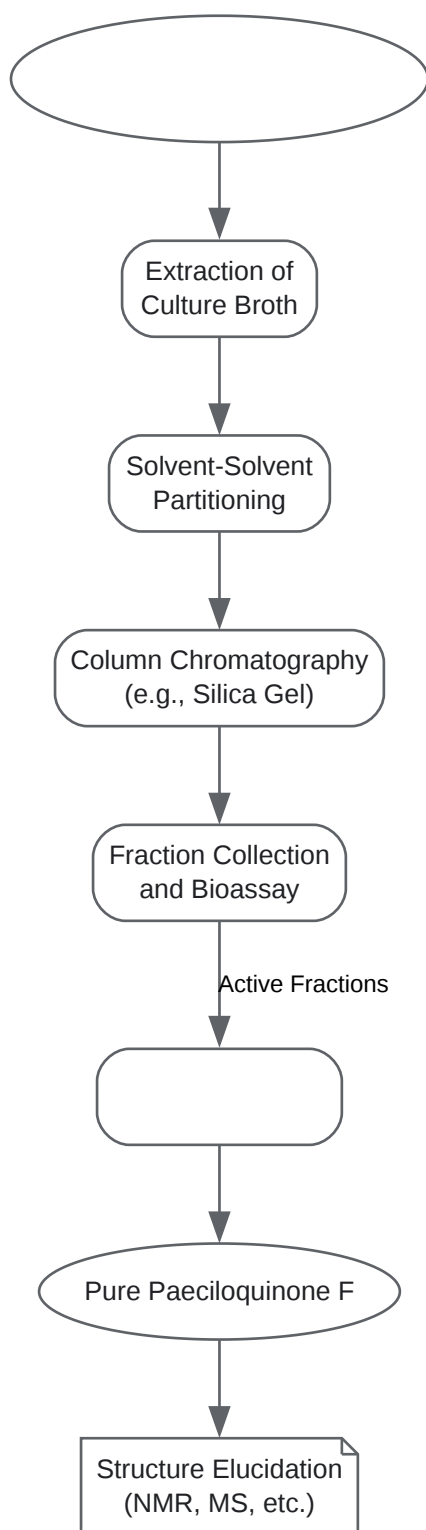 Extraction of
Culture Broth
Solvent-Solvent
Partitioning
Column Chromatography
(e.g., Silica Gel)
Fraction Collection
and Bioassay
Active Fractions
Pure Paeciloquinone F
Structure Elucidation
(NMR, MS, etc.)